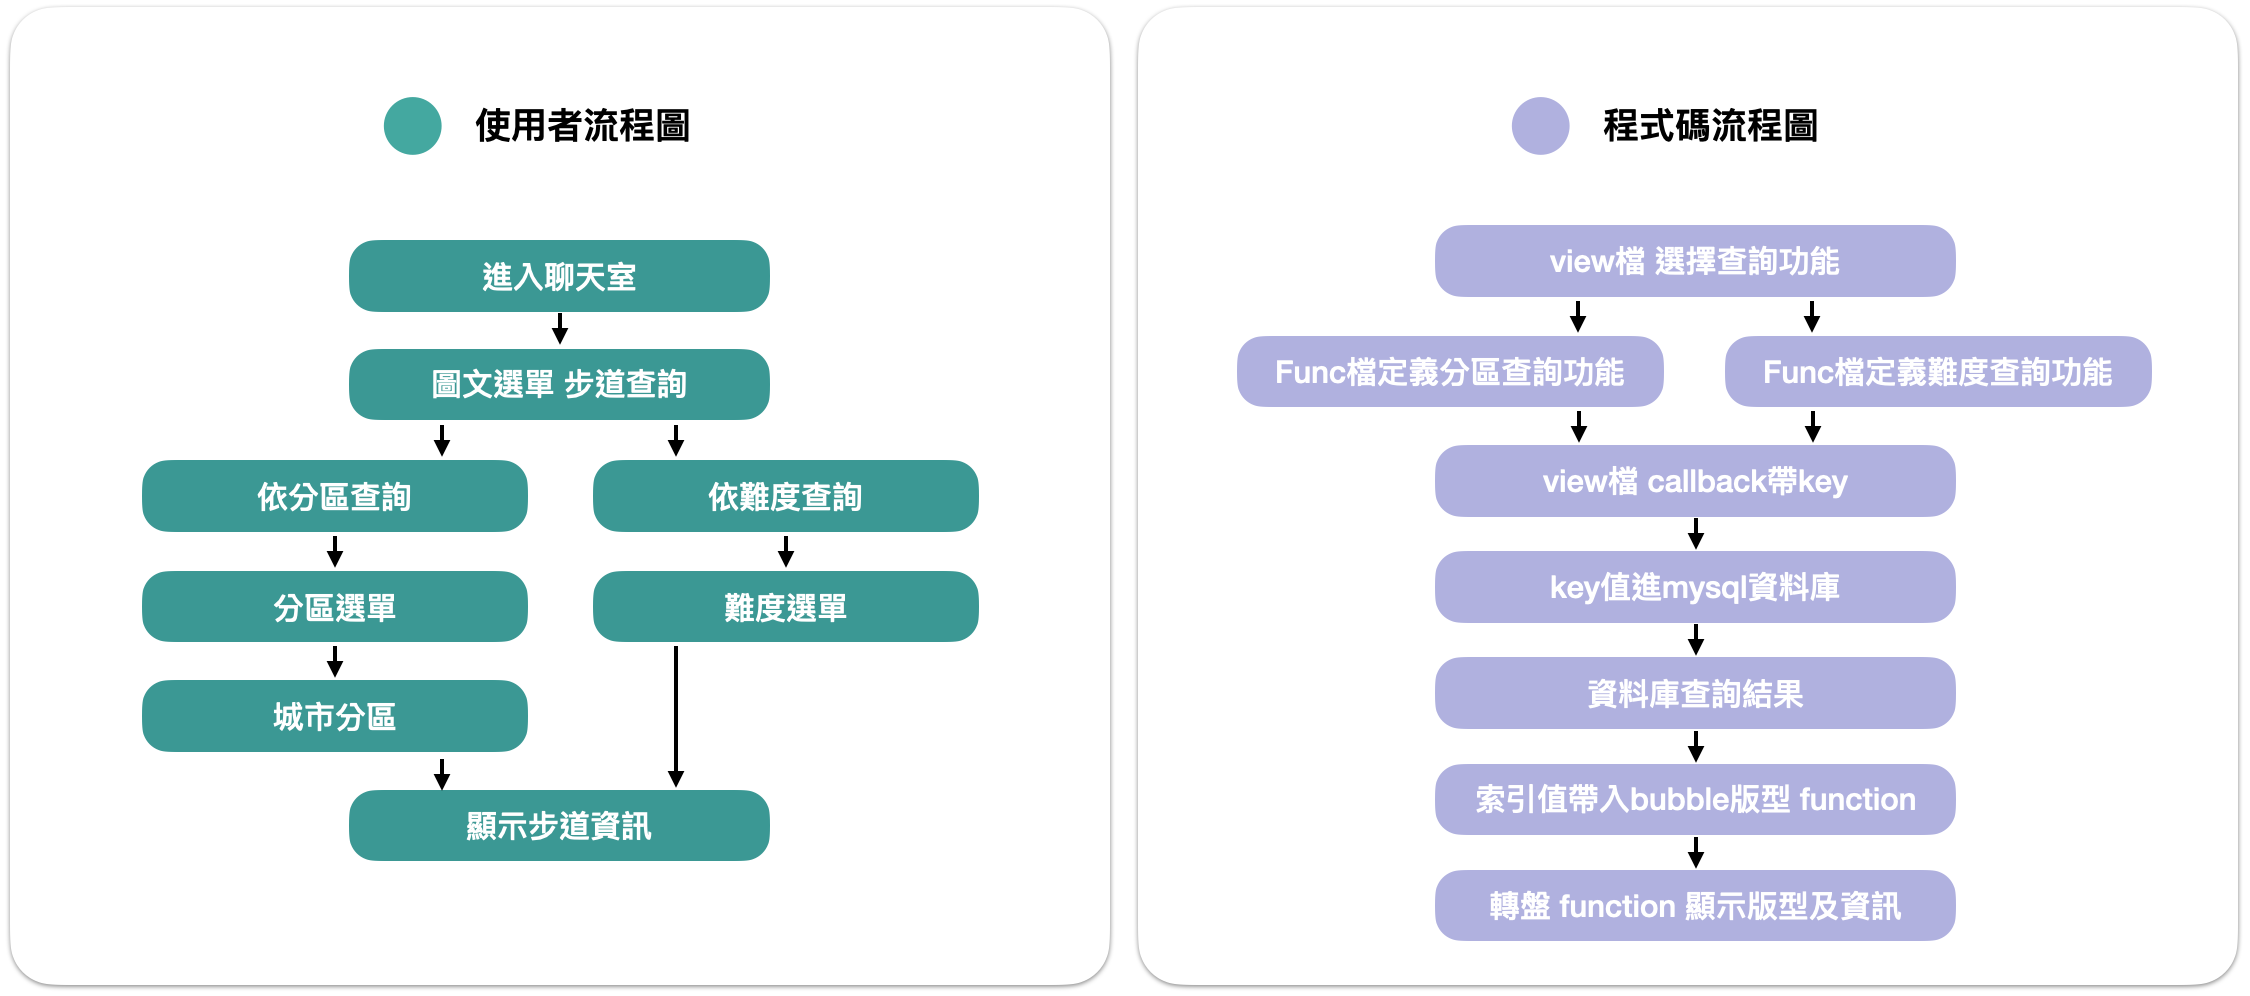 使用者流程圖
進入聊天室
圖文選單 步道查詢
依分區查詢
依難度查詢
分區選單
難度選單
城市分區
顯示步道資訊
程式碼流程圖
view檔 選擇查詢功能
Func檔定義分區查詢功能
Func檔定義難度查詢功能
view檔 callback帶key
key值進mysql資料庫
資料庫查詢結果
索引值帶入bubble版型 function
轉盤 function 顯示版型及資訊